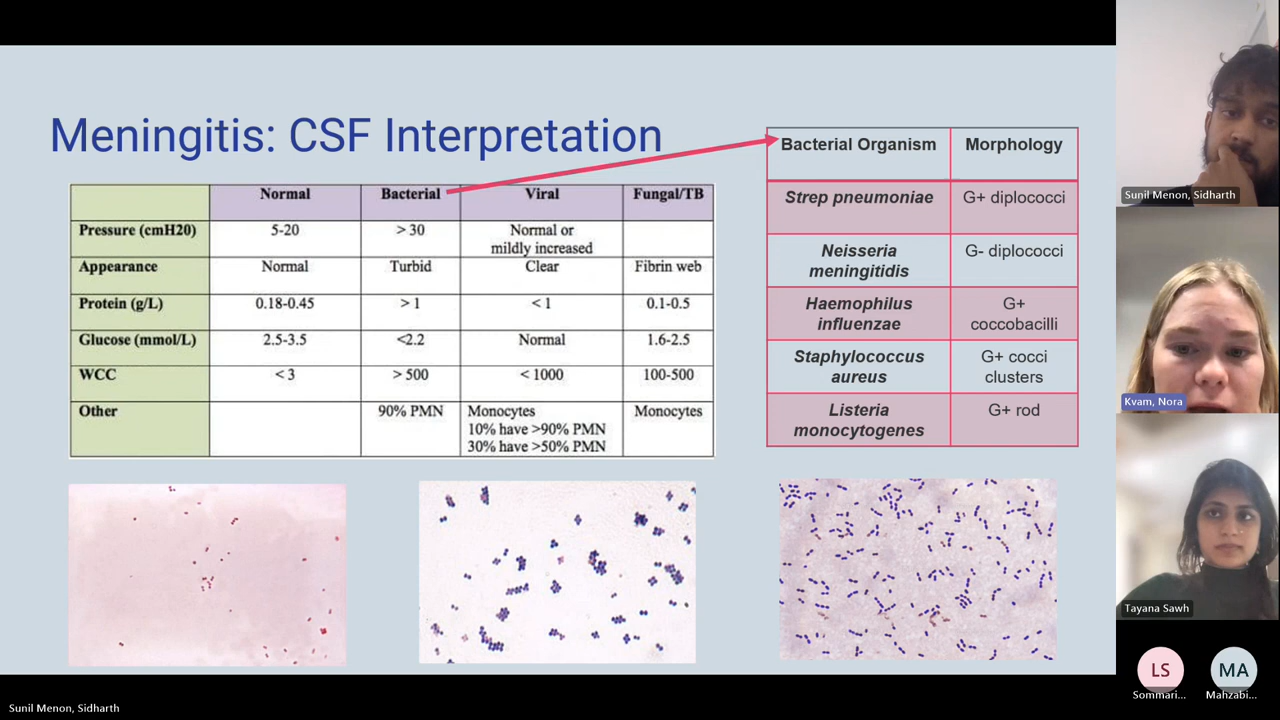 Meningitis: CSF Interpretation
Normal Bacterial Viral Fungal/TB
Pressure (cmH20) 5-20 > 30 Normal or
mildly increased
Appearance Normal Turbid Clear Fibrin web
Protein (g/L) 0.18-0.45 > 1 < 1 0.1-0.5
Glucose (mmol/L) 2.5-3.5 <2.2 Normal 1.6-2.5
WCC < 3 > 500 < 1000 100-500
Other 90% PMN Monocytes Monocytes
10% have >90% PMN
30% have >50% PMN
Bacterial Organism Morphology
Strep pneumoniae G+ diplococci
Neisseria G- diplococci
meningitidis
Haemophilus G+
influenzae coccobacilli
Staphylococcus G+ cocci
aureus clusters
Listeria G+ rod
monocytogenes
Sunil Menon, Sidharth
Kvam, Nora
Tayana Sawh
LS MA
Sommari... Mahzabi...
Sunil Menon, Sidharth